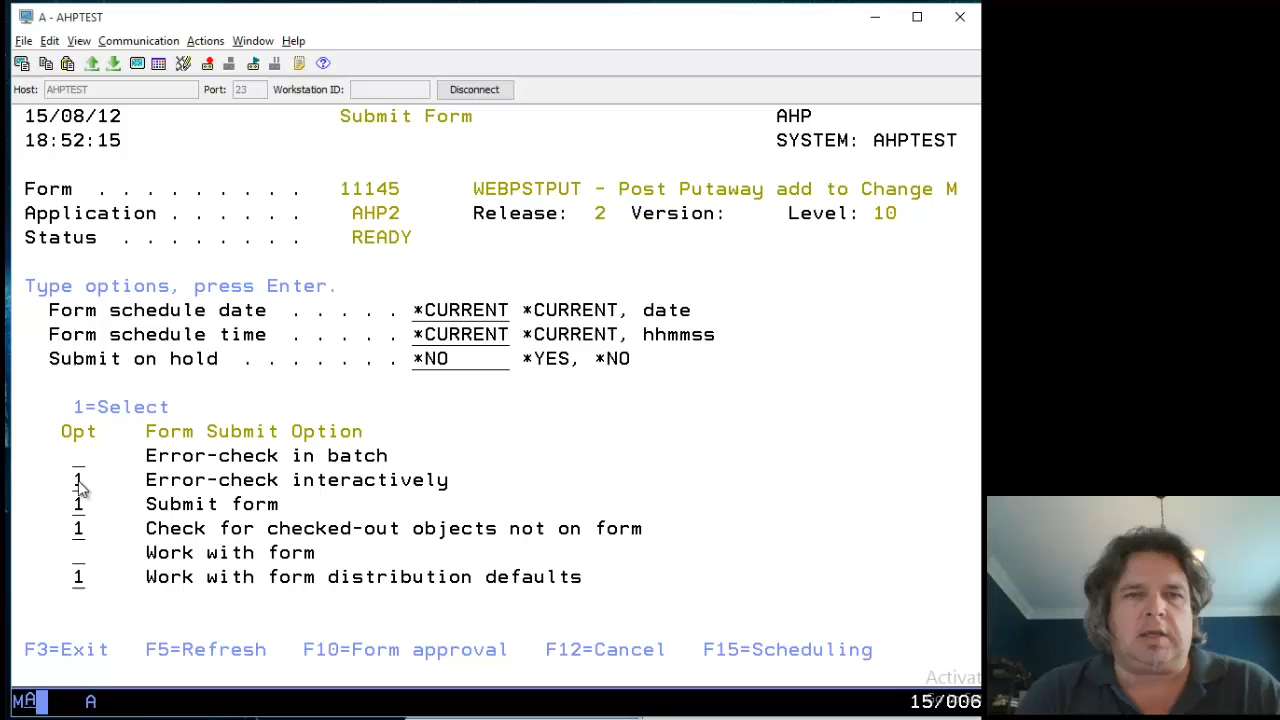 A - AHPTEST
File Edit View Communication Actions Window Help
Host: AHPTEST Port: 23 Workstation ID: Disconnect
15/08/12 Submit Form AHP
18:52:15 SYSTEM: AHPTEST
Form . . . . . . . . . 11145 WEBPSTPUT - Post Putaway add to Change M
Application . . . . . . AHP2 Release: 2 Version: Level: 10
Status . . . . . . . . READY
Type options, press Enter.
Form schedule date . . . . . *CURRENT *CURRENT, date
Form schedule time . . . . . *CURRENT *CURRENT, hhmmss
Submit on hold . . . . . . . *NO *YES, *NO
1=Select
Opt Form Submit Option
Error-check in batch
1 Error-check interactively
1 Submit form
1 Check for checked-out objects not on form
Work with form
1 Work with form distribution defaults
F3=Exit F5=Refresh F10=Form approval F12=Cancel F15=Scheduling
Activat
MA A 15/006